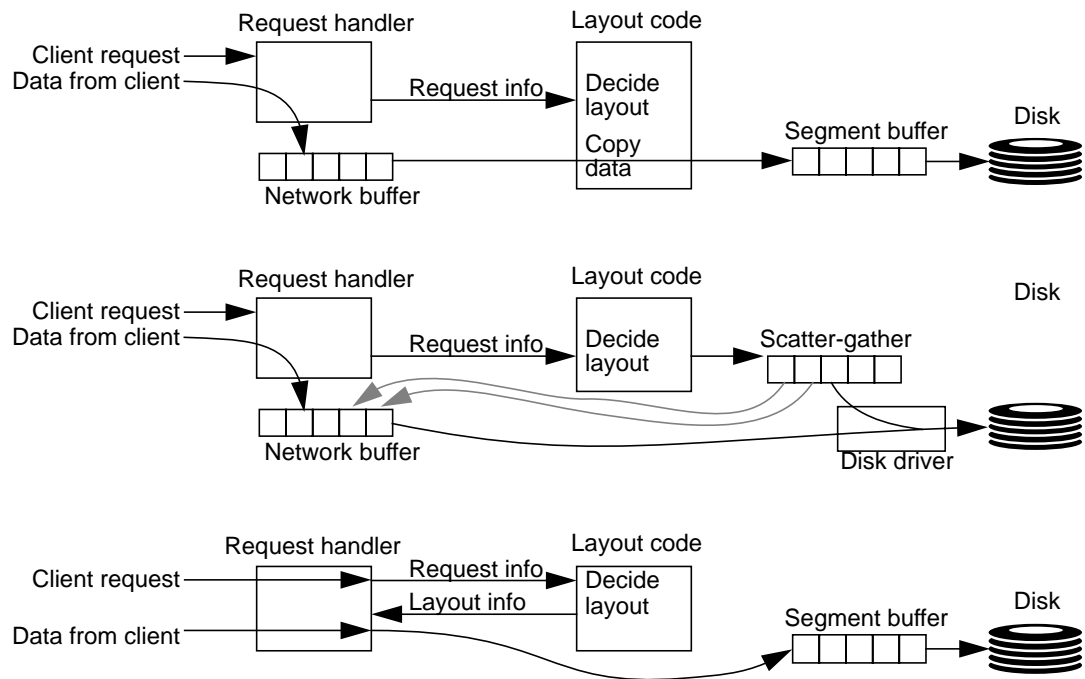 Request handler
Layout code
Client request
Data from client
Request info
Decide
layout
Copy
data
Network buffer
Segment buffer
Disk
Request handler
Layout code
Disk
Client request
Data from client
Request info
Decide
layout
Scatter-gather
Network buffer
Disk driver
Request handler
Layout code
Client request
Request info
Decide
layout
Layout info
Data from client
Segment buffer
Disk